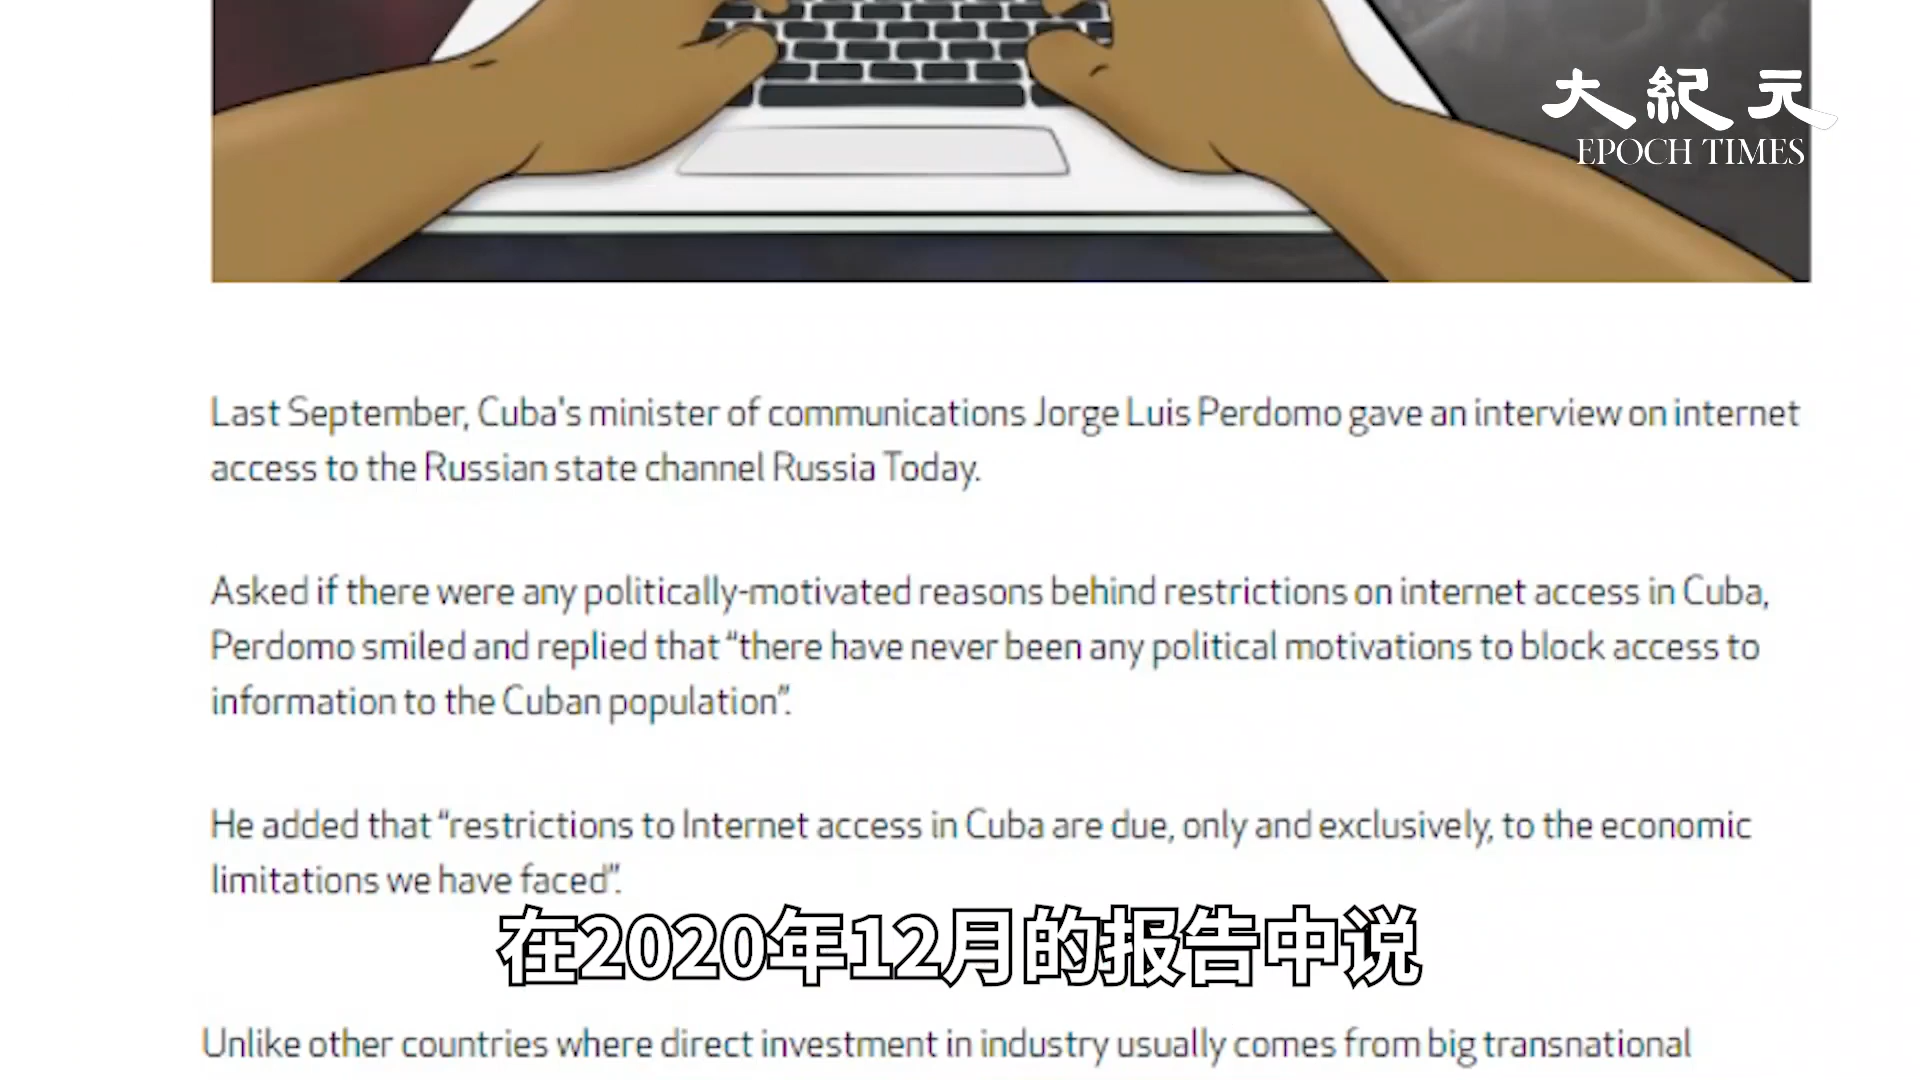 大紀元
EPOCH TIMES
Last September, Cuba's minister of communications Jorge Luis Perdomo gave an interview on internet
access to the Russian state channel Russia Today.
Asked if there were any politically-motivated reasons behind restrictions on internet access in Cuba,
Perdomo smiled and replied that “there have never been any political motivations to block access to
information to the Cuban population”.
He added that “restrictions to Internet access in Cuba are due, only and exclusively, to the economic
limitations we have faced”.
在2020年12月的报告中说
Unlike other countries where direct investment in industry usually comes from big transnational